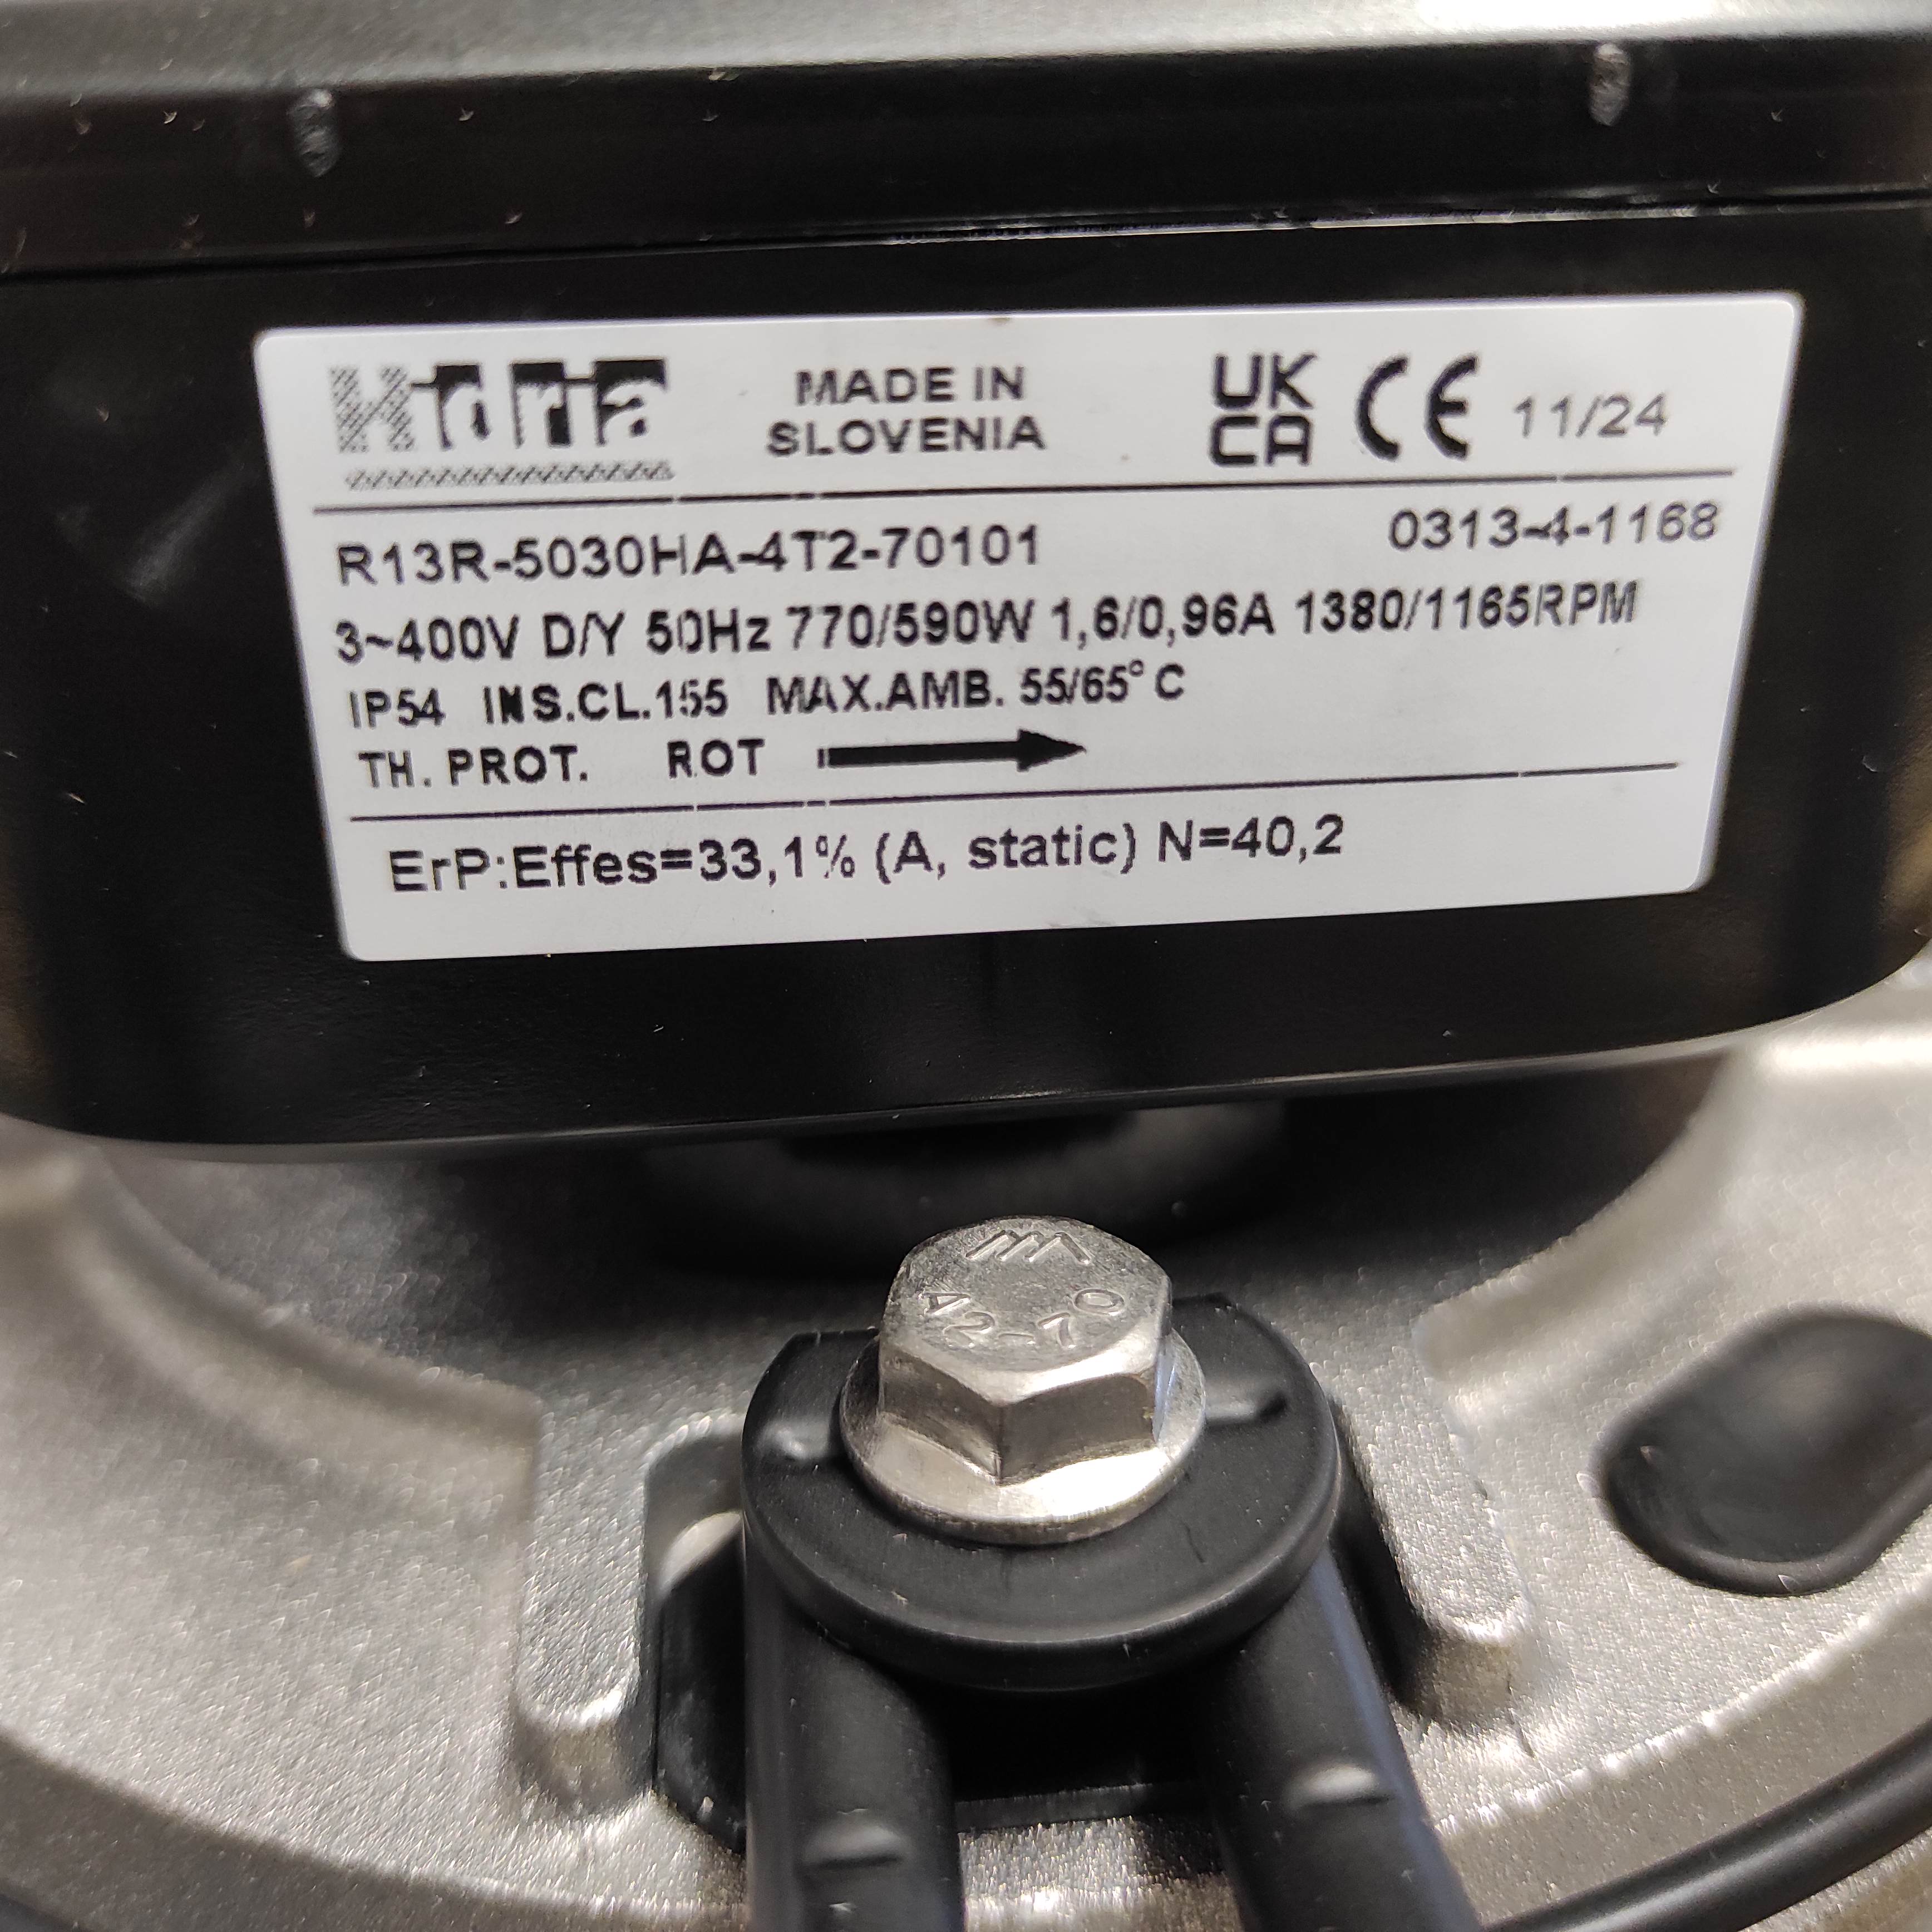 Hidria
MADE IN
SLOVENIA
UK
CA CE 11/24
R13R-5030HA-4T2-70101 0313-4-1168
3~400V D/Y 50Hz 770/590W 1,6/0,96A 1380/1165RPM
IP54 INS.CL.155 MAX.AMB. 55/65°C
TH. PROT. ROT
ErP:Effes=33,1% (A, static) N=40,2
A2-70